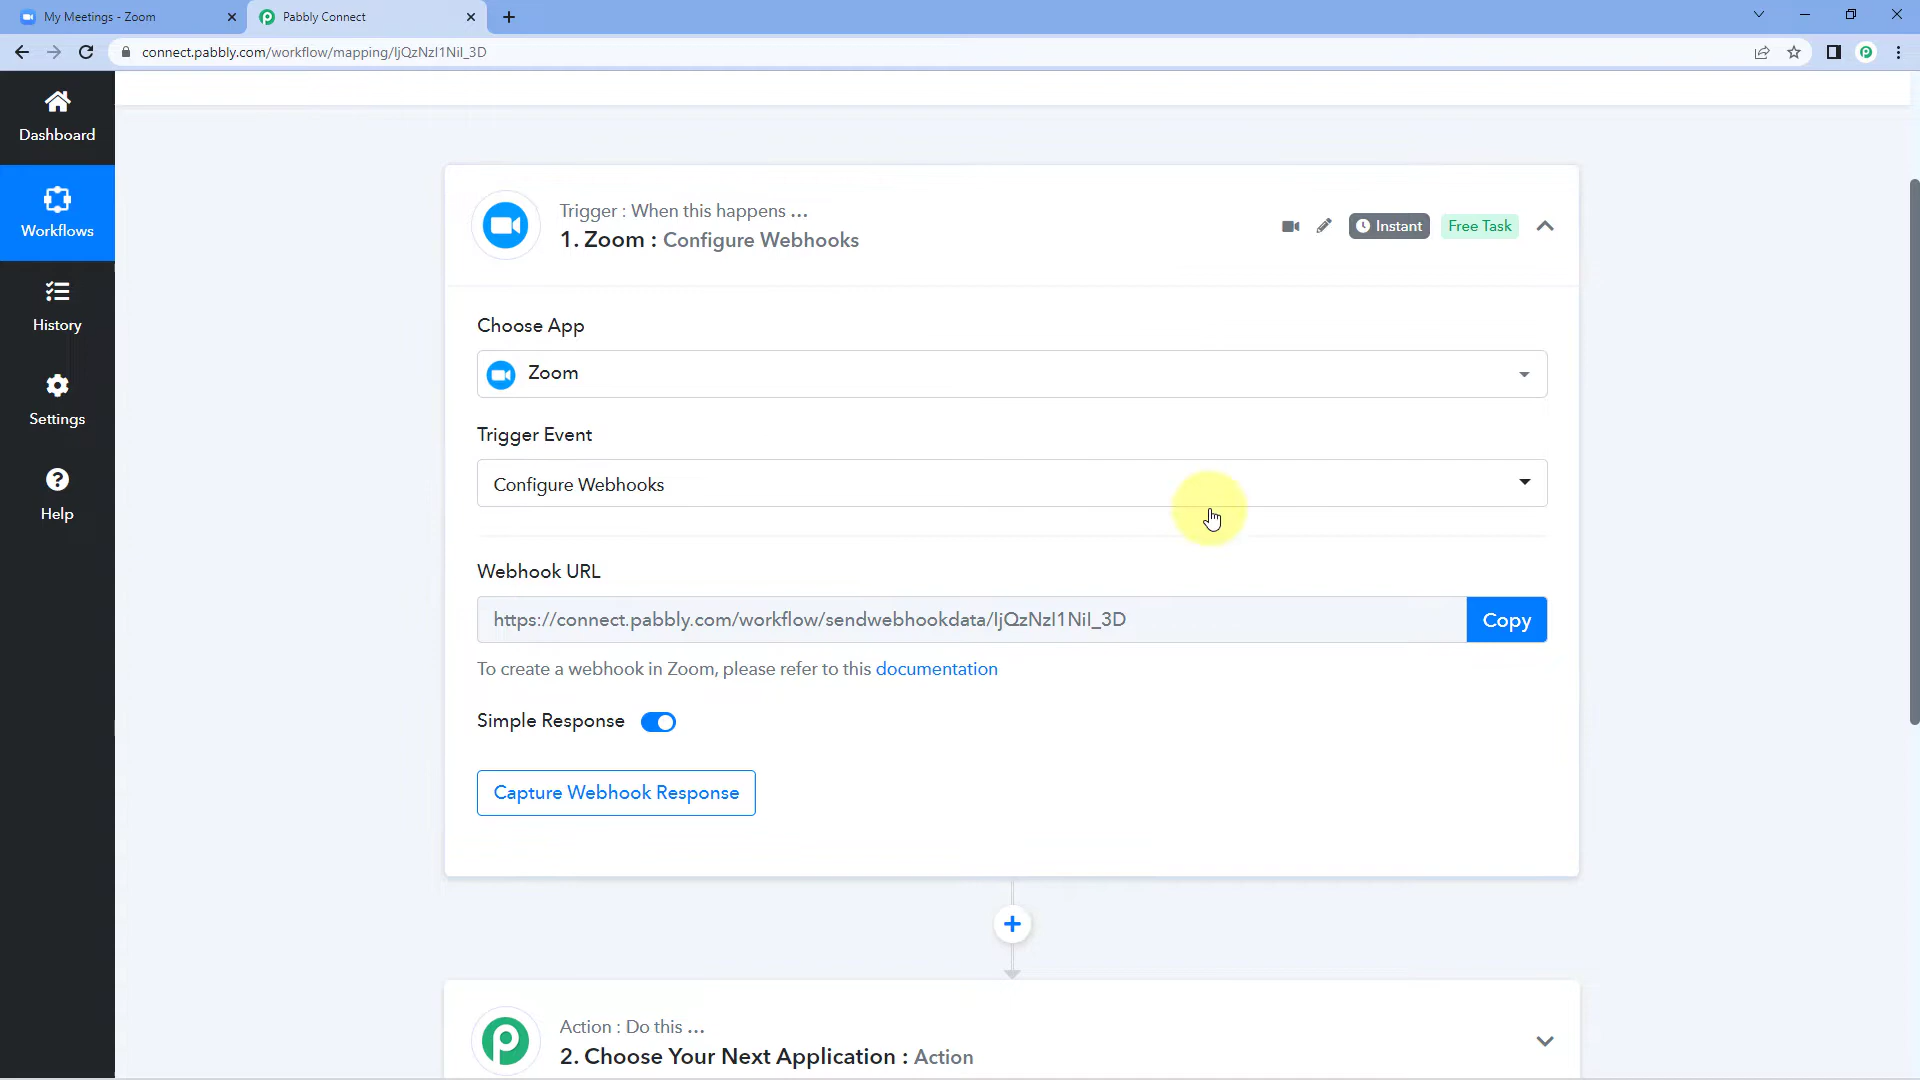 My Meetings - Zoom
Pabbly Connect
connect.pabbly.com/workflow/mapping/IjQzNzI1NiI_3D
Dashboard
Workflows
History
Settings
Help
Trigger : When this happens ...
1. Zoom : Configure Webhooks
Instant
Free Task
Choose App
Zoom
Trigger Event
Configure Webhooks
Webhook URL
https://connect.pabbly.com/workflow/sendwebhookdata/IjQzNzI1NiI_3D
Copy
To create a webhook in Zoom, please refer to this documentation
Simple Response
Capture Webhook Response
Action : Do this ...
2. Choose Your Next Application : Action